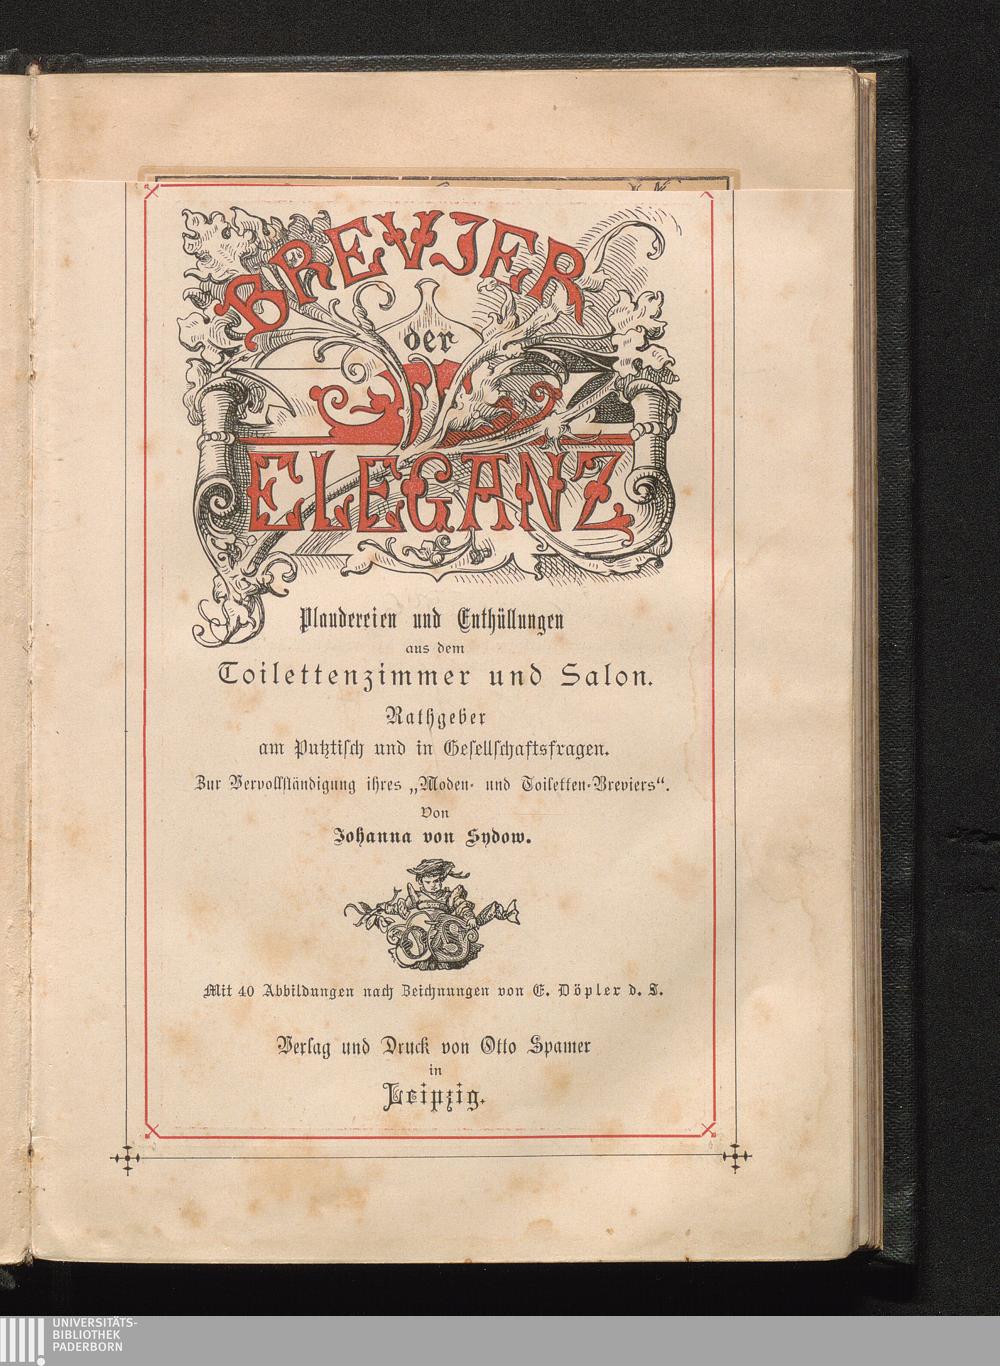 BREVIER
der
ELEGANZ
Plaudereien und Enthüllungen
aus dem
Toilettenzimmer und Salon.
Rathgeber
am Putztisch und in Gesellschaftsfragen.
Zur Vervollständigung ihres „Moden- und Toiletten-Breviers“.
Von
Johanna von Sydow.
OS
Mit 40 Abbildungen nach Zeichnungen von E. Döpler d. J.
Verlag und Druck von Otto Spamer
in
Leipzig.
UNIVERSITÄTS-
BIBLIOTHEK
PADERBORN